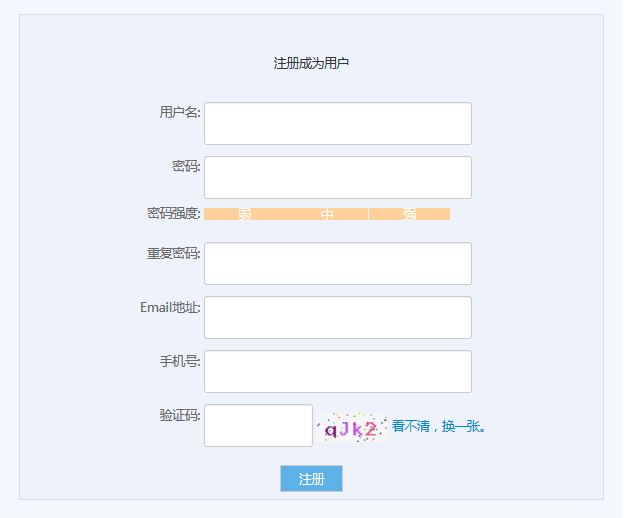 注册成为用户
用户名:
密码:
密码强度: 弱 中 强
重复密码:
Email地址:
手机号:
验证码: qJk2 看不清，换一张。
注册